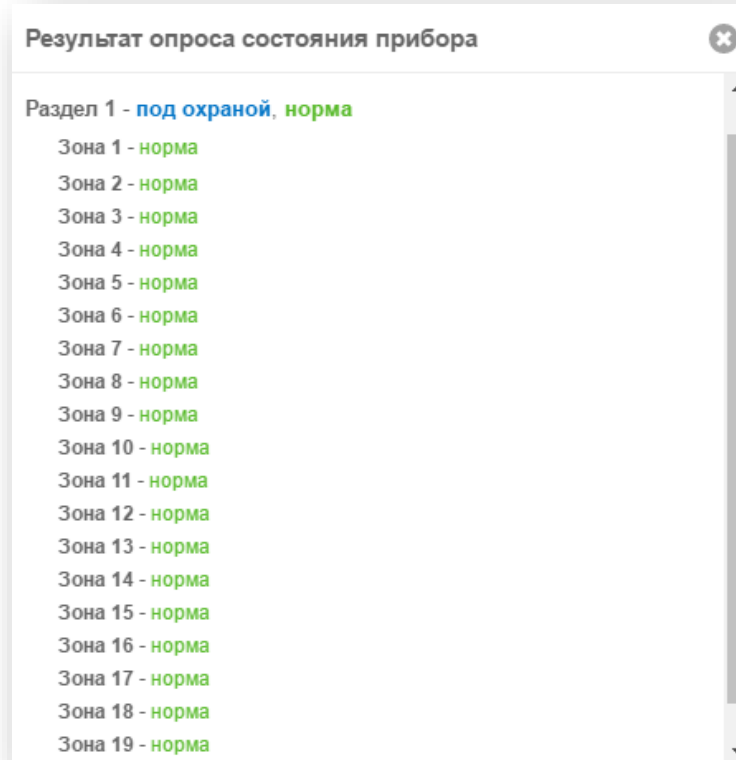 Результат опроса состояния прибора
Раздел 1 - под охраной, норма
Зона 1 - норма
Зона 2 - норма
Зона 3 - норма
Зона 4 - норма
Зона 5 - норма
Зона 6 - норма
Зона 7 - норма
Зона 8 - норма
Зона 9 - норма
Зона 10 - норма
Зона 11 - норма
Зона 12 - норма
Зона 13 - норма
Зона 14 - норма
Зона 15 - норма
Зона 16 - норма
Зона 17 - норма
Зона 18 - норма
Зона 19 - норма